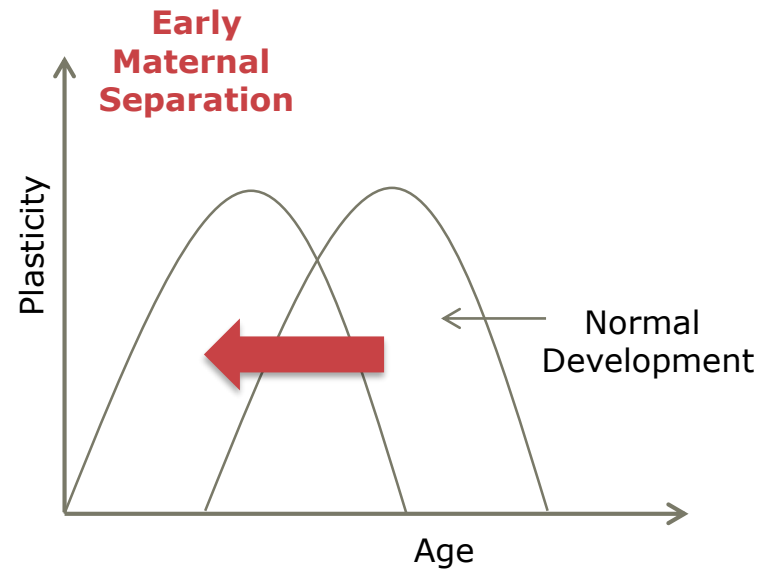 Early
Maternal
Separation
Plasticity
Normal
Development
Age